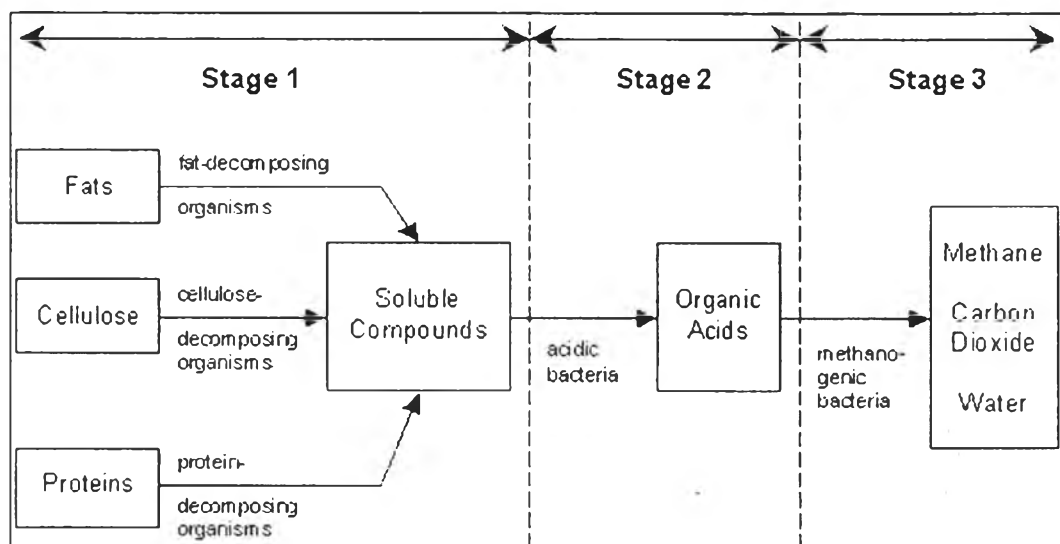 Stage 1
Stage 2
Stage 3
Fats
fat-decomposing
organisms
Cellulose
cellulose-
decomposing
organisms
Proteins
protein-
decomposing
organisms
Soluble
Compounds
acidic
bacteria
Organic
Acids
methano-
genic
bacteria
Methane
Carbon
Dioxide
Water